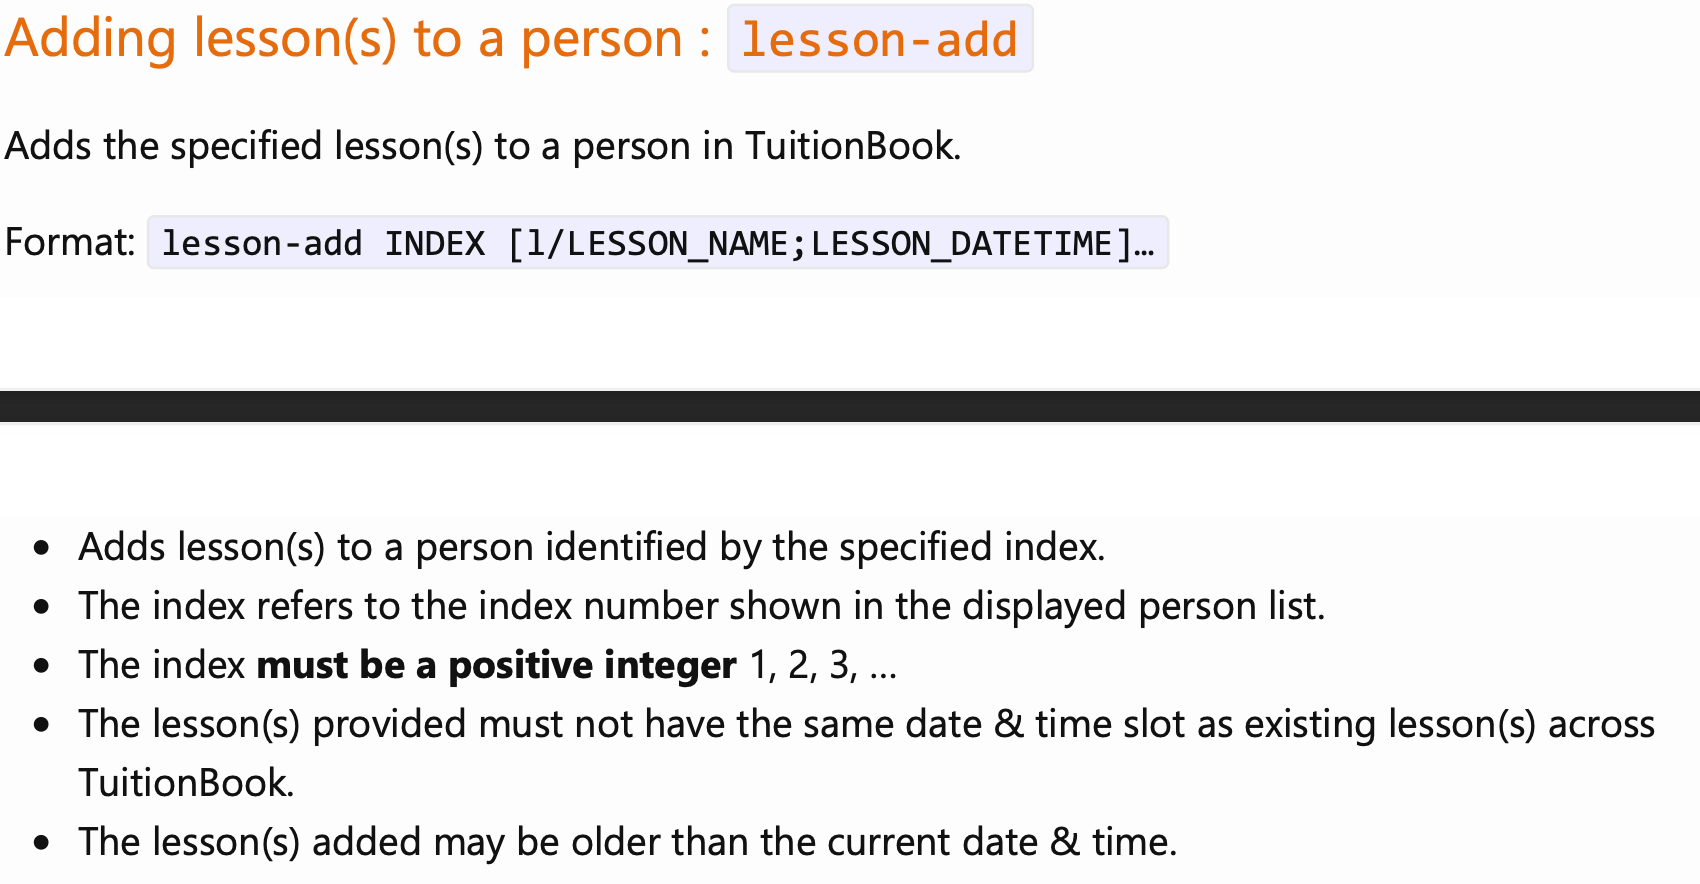 Adding lesson(s) to a person : lesson-add
Adds the specified lesson(s) to a person in TuitionBook.
Format: lesson-add INDEX [l/LESSON_NAME;LESSON_DATETIME]…
• Adds lesson(s) to a person identified by the specified index.
• The index refers to the index number shown in the displayed person list.
• The index must be a positive integer 1, 2, 3, …
• The lesson(s) provided must not have the same date & time slot as existing lesson(s) across
TuitionBook.
• The lesson(s) added may be older than the current date & time.